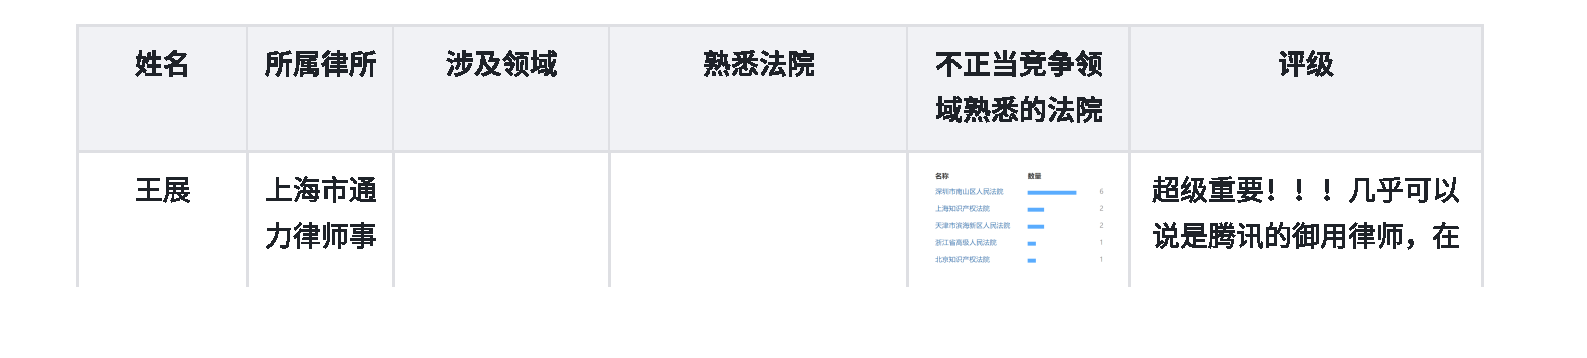 姓名
所属律所
涉及领域
熟悉法院
不正当竞争领
域熟悉的法院
评级
王展
上海市通
力律师事
名称 数量
深圳市南山区人民法院 6
上海知识产权法院 2
天津市滨海新区人民法院 2
浙江省高级人民法院 1
北京知识产权法院 1
超级重要！！！几乎可以
说是腾讯的御用律师，在